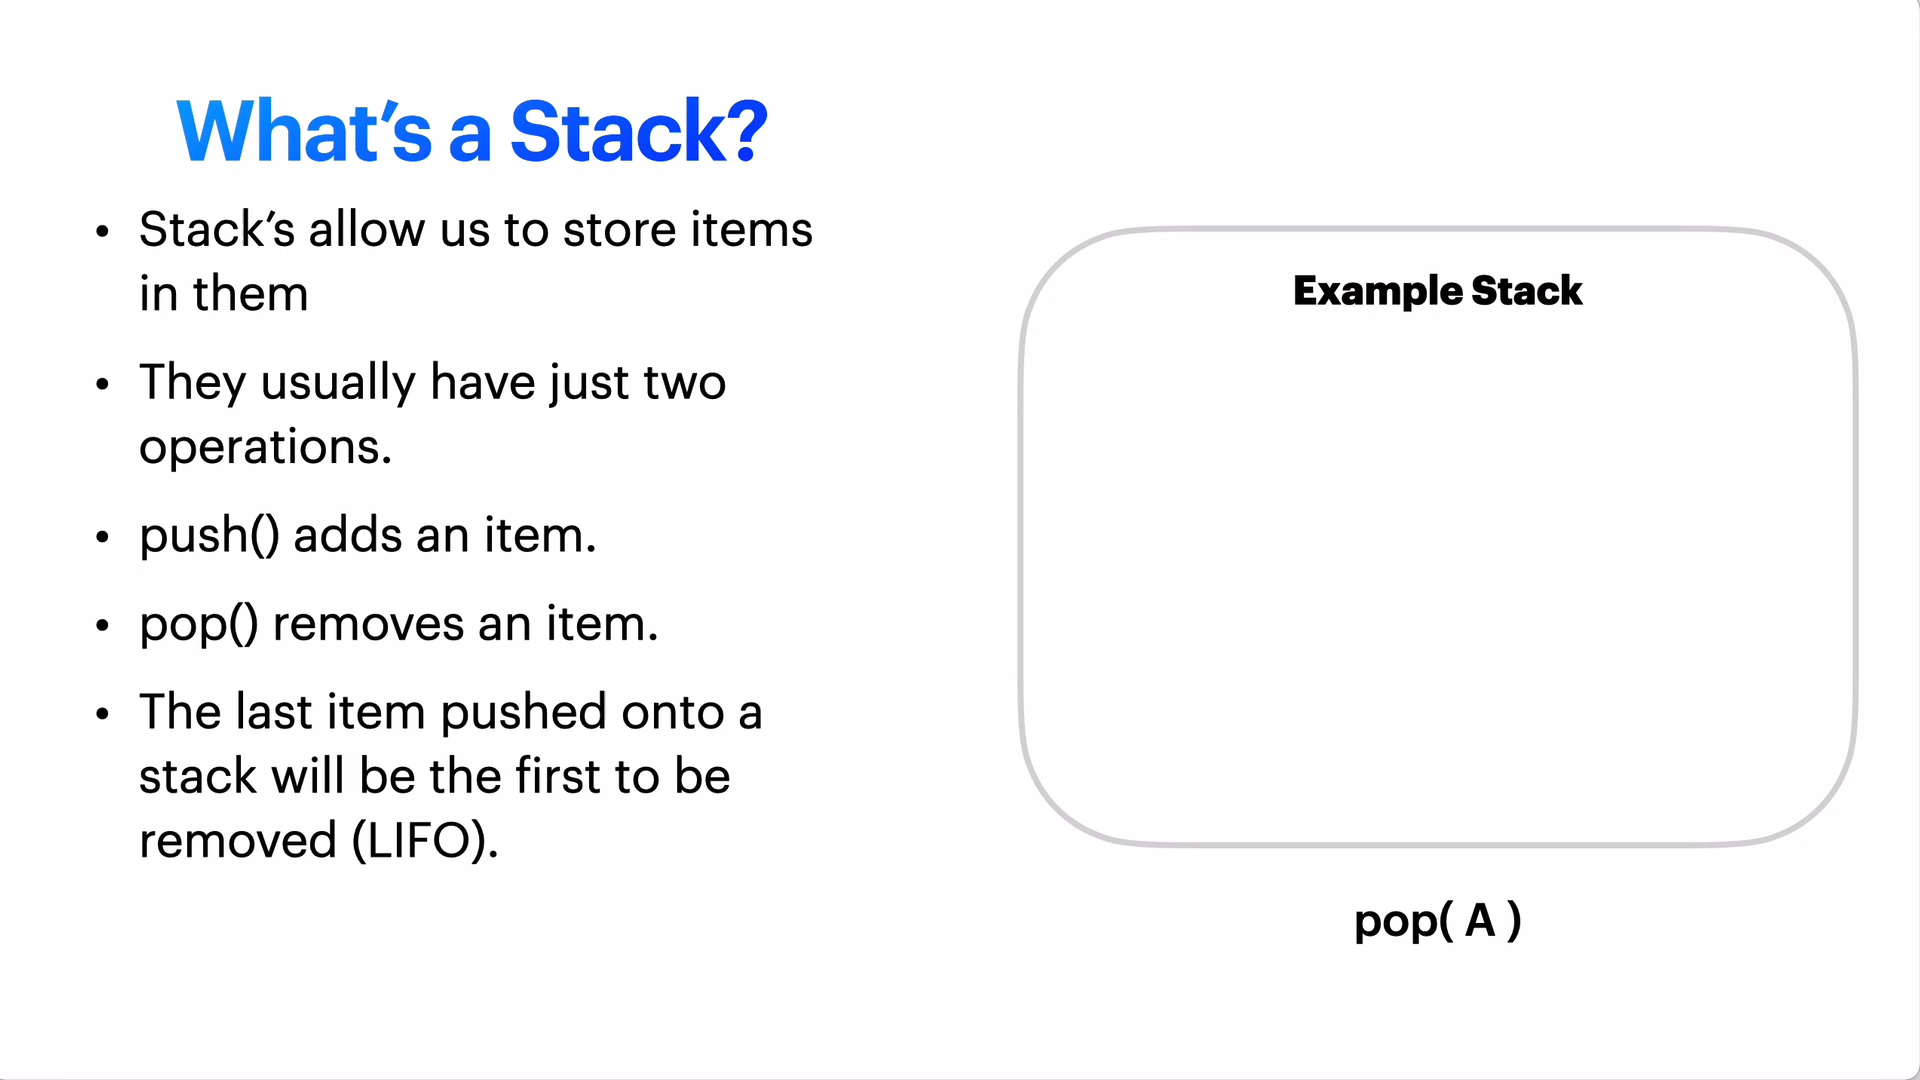 What’s a Stack?
• Stack’s allow us to store items
in them
• They usually have just two
operations.
• push() adds an item.
• pop() removes an item.
• The last item pushed onto a
stack will be the first to be
removed (LIFO).
Example Stack
pop( A )